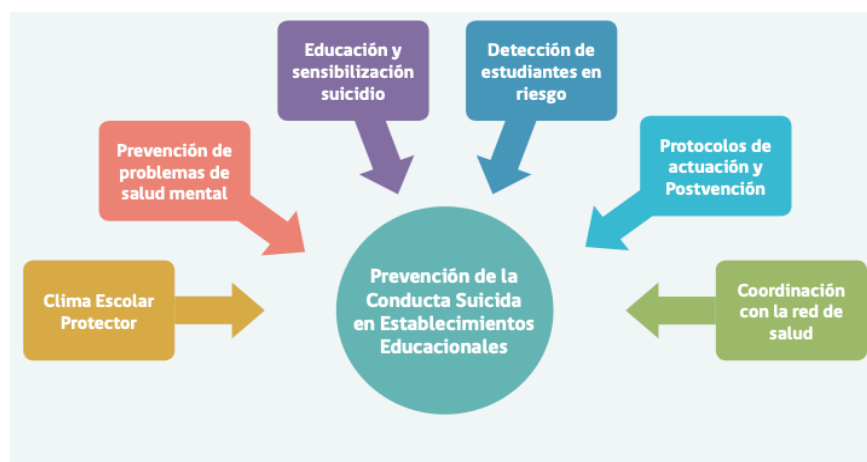 Educación y
sensibilización
suicidio
Detección de
estudiantes en
riesgo
Prevención de
problemas de
salud mental
Protocolos de
actuación y
Postvención
Clima Escolar
Protector
Prevención de la
Conducta Suicida
en Establecimientos
Educacionales
Coordinación
con la red de
salud